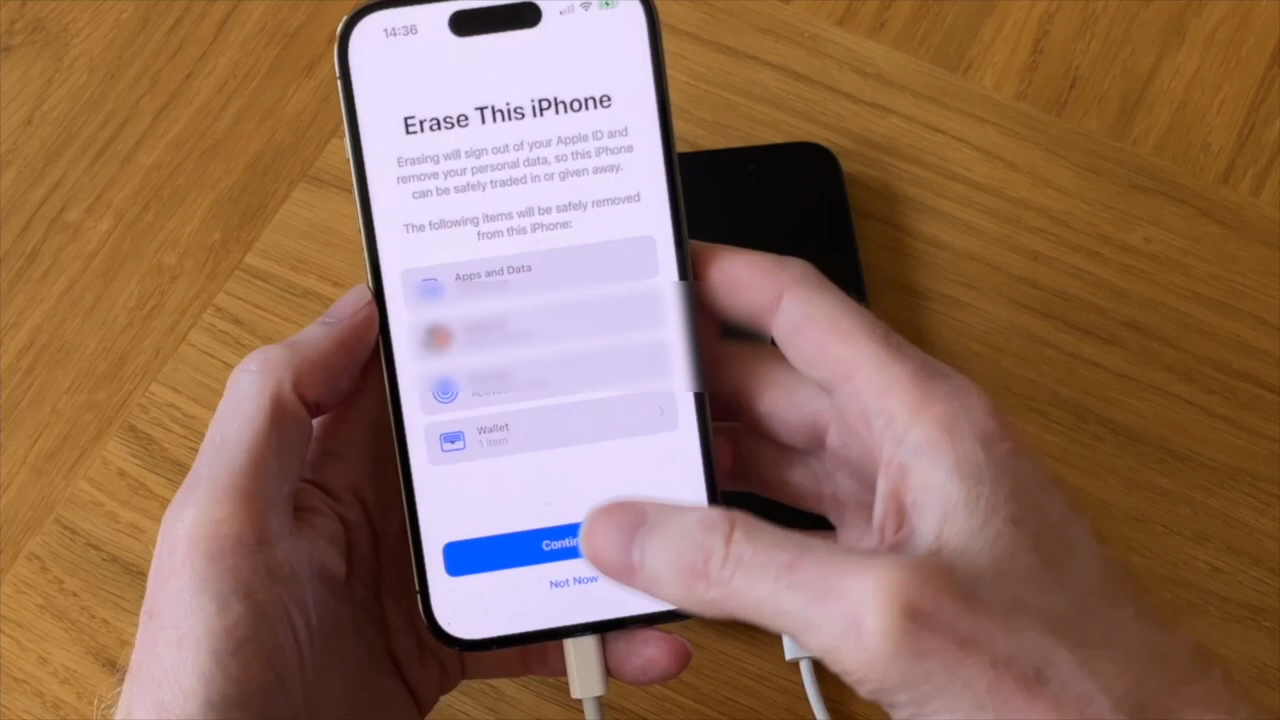 14:36
Erase This iPhone
Erasing will sign out of your Apple ID and
remove your personal data, so this iPhone
can be safely traded in or given away.
The following items will be safely removed
from this iPhone:
Apps and Data
Wallet
1 item
Contin
Not Now